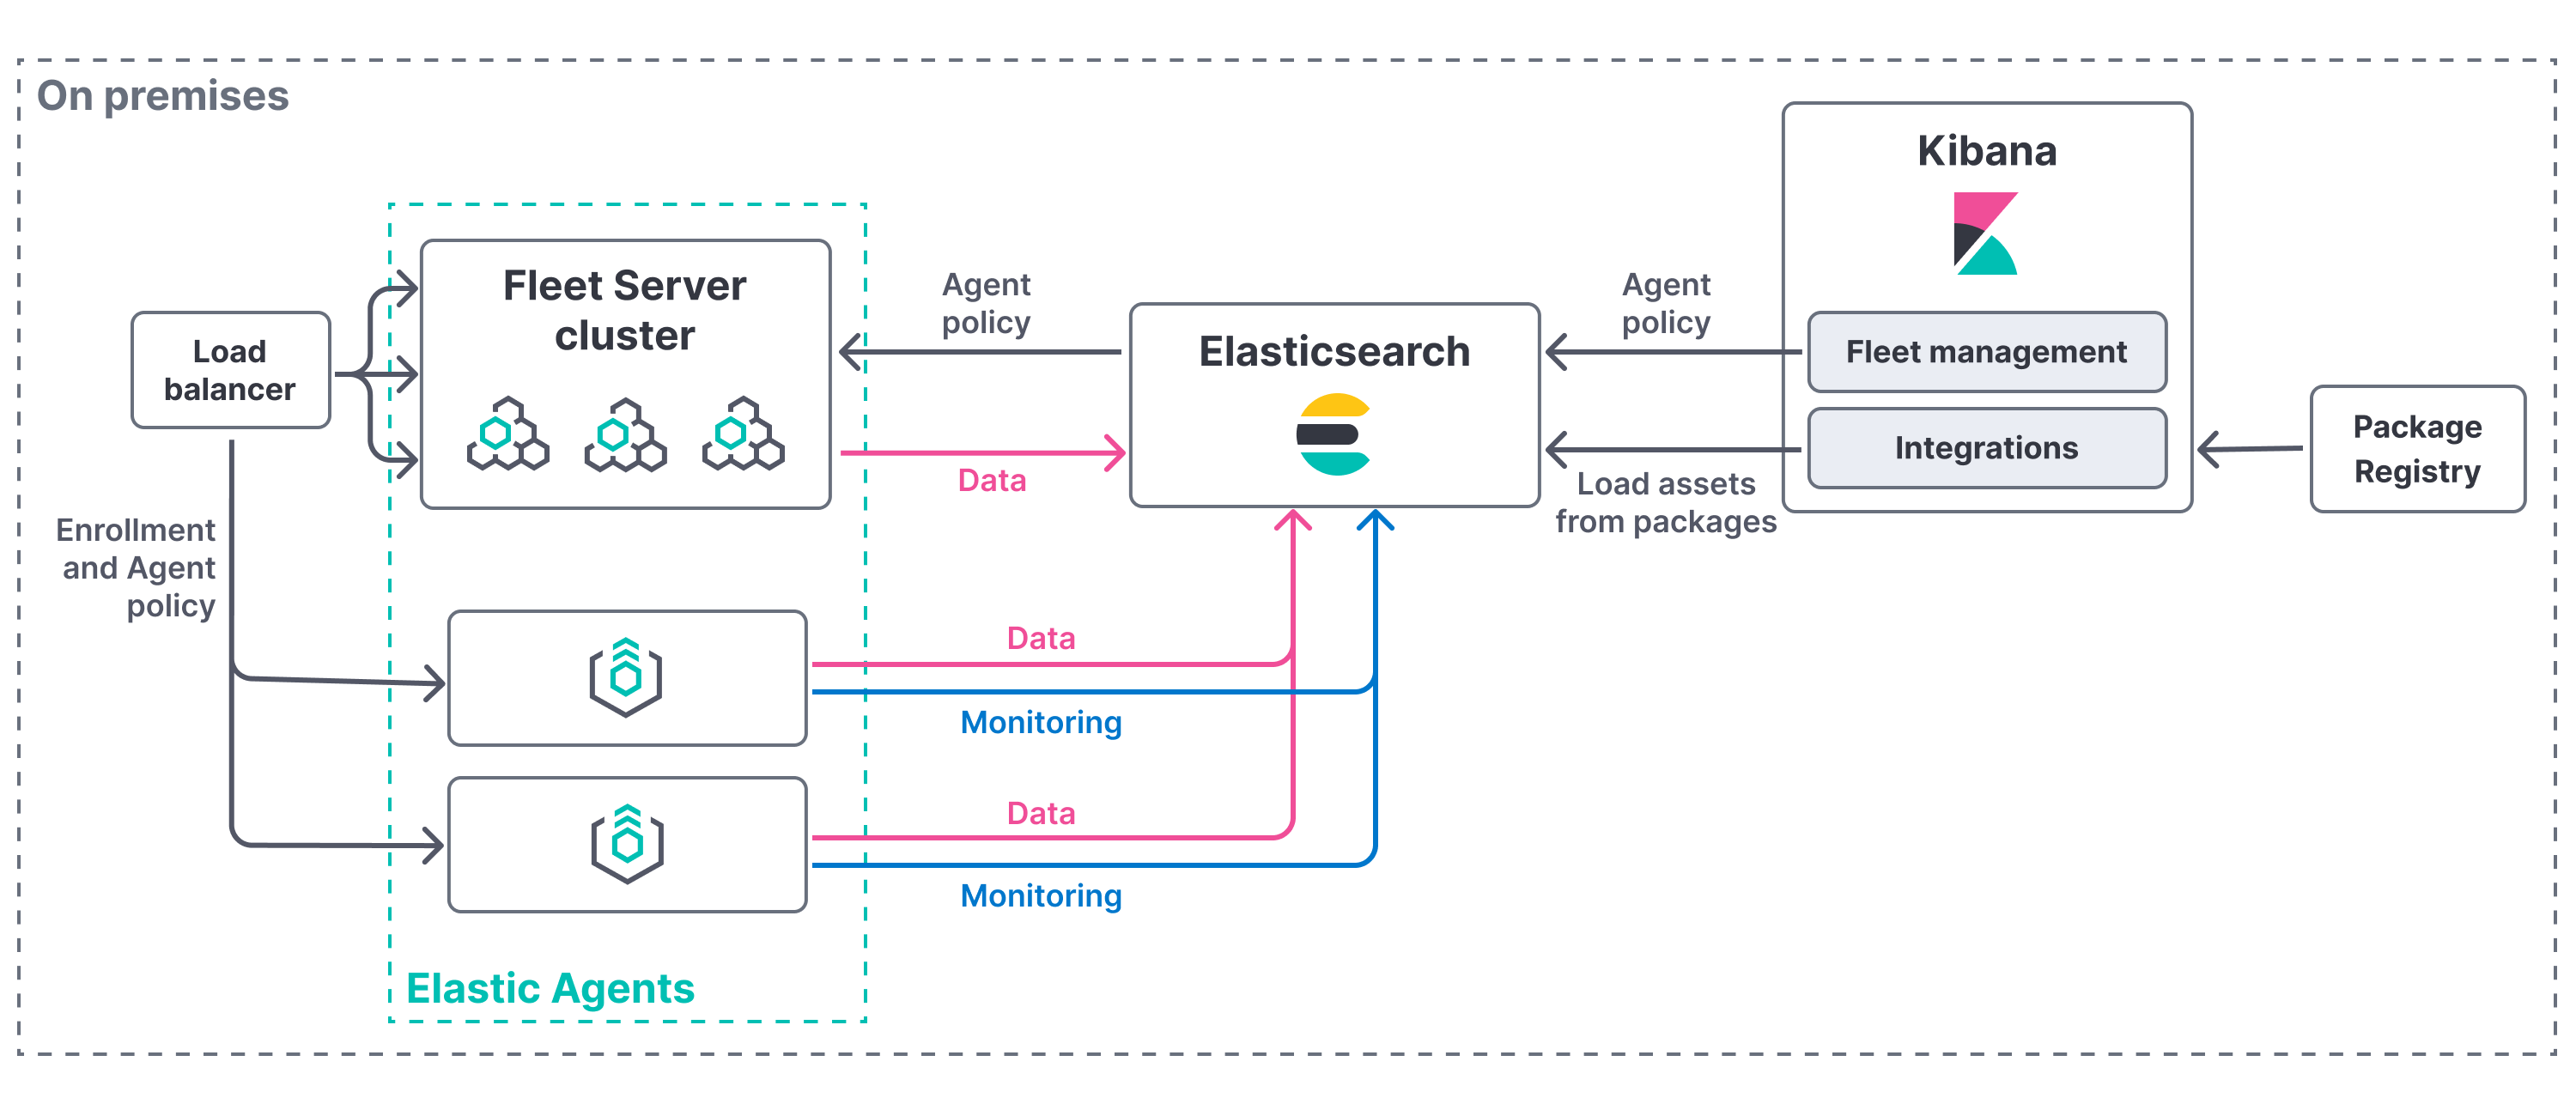 On premises
Kibana
Fleet Server
cluster
Agent
policy
Agent
policy
Load
balancer
Elasticsearch
Fleet management
Integrations
Package
Registry
Data
Load assets
from packages
Enrollment
and Agent
policy
Data
Monitoring
Data
Monitoring
Elastic Agents